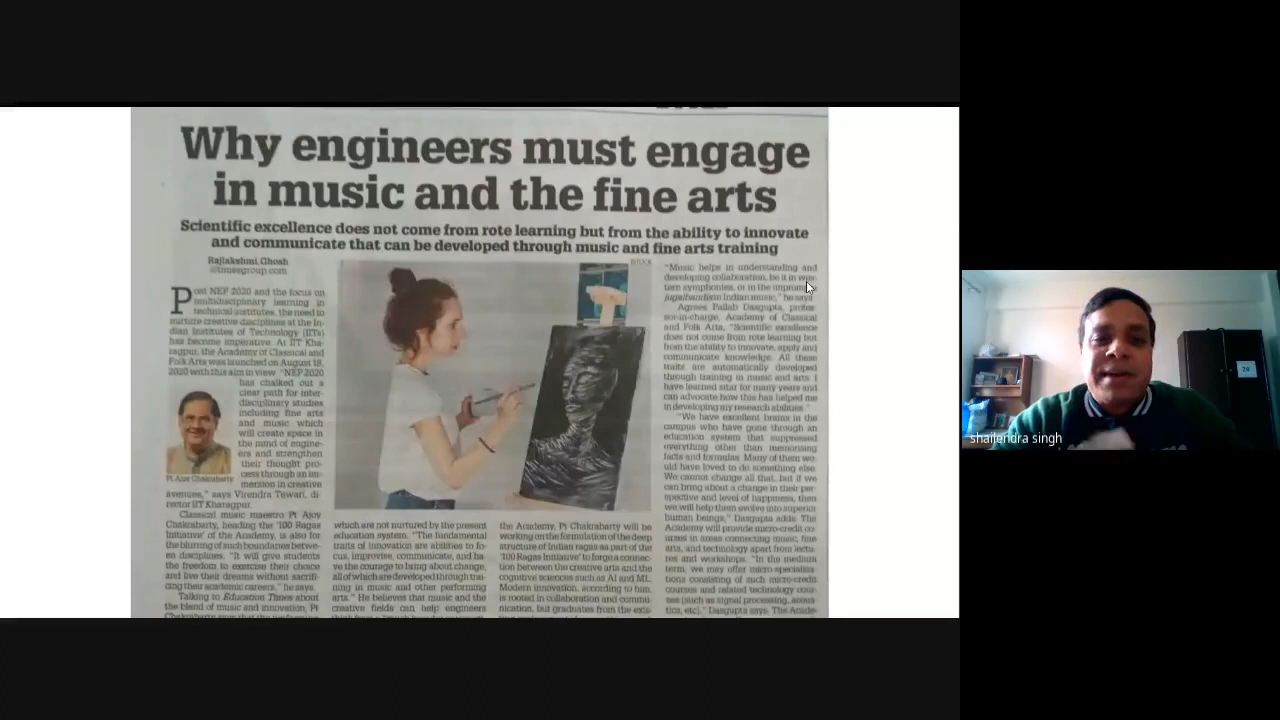 Why engineers must engage
in music and the fine arts
Scientific excellence does not come from rote learning but from the ability to innovate
and communicate that can be developed through music and fine arts training
Rajlakshmi.Ghosh
@timesgroup.com
ISTOCK
Post NEP 2020 and the focus on
multidisciplinary learning in
technical institutes, the need to
nurture creative disciplines at the In-
dian Institutes of Technology (IITs)
has become imperative. At IIT Kha-
ragpur, the Academy of Classical and
Folk Arts was launched on August 18,
2020 with this aim in view. "NEP 2020
has chalked out a
clear path for inter-
disciplinary studies
including fine arts
and music which
will create space in
the mind of engine-
ers and strengthen
their thought pro-
cess through an im-
mersion in creative
avenues," says Virendra Tewari, di-
rector IIT Kharagpur.
Pt Ajoy Chakrabarty
Classical music maestro Pt Ajoy
Chakrabarty, heading the '100 Ragas
Initiative' of the Academy, is also for
the blurring of such boundaries betwe-
en disciplines. "It will give students
the freedom to exercise their choice
and live their dreams without sacrifi-
cing their academic careers," he says.
Talking to Education Times about
the blend of music and innovation, Pt
which are not nurtured by the present
education system. "The fundamental
traits of innovation are abilities to fo-
cus, improvise, communicate, and ha-
ve the courage to bring about change,
all of which are developed through trai-
ning in music and other performing
arts." He believes that music and the
creative fields can help engineers
the Academy, Pt Chakrabarty will be
working on the formulation of the deep
structure of Indian ragas as part of the
'100 Ragas Initiative' to forge a connec-
tion between the creative arts and the
cognitive sciences such as AI and ML.
Modern innovation, according to him,
is rooted in collaboration and commu-
nication, but graduates from the
"Music helps in understanding and
developing collaboration, be it in wes-
tern symphonies, or in the impromptu
jugalbandi in Indian music," he says.
Agrees Pallab Dasgupta, profes-
sor-in-charge, Academy of Classical
and Folk Arts, "Scientific excellence
does not come from rote learning but
from the ability to innovate, apply and
communicate knowledge. All these
traits are automatically developed
through training in music and arts. I
have learned sitar for many years and
can advocate how this has helped me
in developing my research abilities."
"We have excellent brains in the
campus who have gone through an
education system that suppressed
everything other than memorising
facts and formulas. Many of them wo-
uld have loved to do something else.
We cannot change all that, but if we
can bring about a change in their per-
spective and level of happiness, then
we will help them evolve into superior
human beings," Dasgupta adds. The
Academy will provide micro-credit co-
urses in areas connecting music, fine
arts, and technology apart from lectu-
res and workshops. "In the medium
term, we may offer micro-specialisa-
tions consisting of such micro-credit
courses and related technology cour-
ses (such as signal processing, acous-
tics, etc)," Dasgupta says. The Acade-
shailendra singh